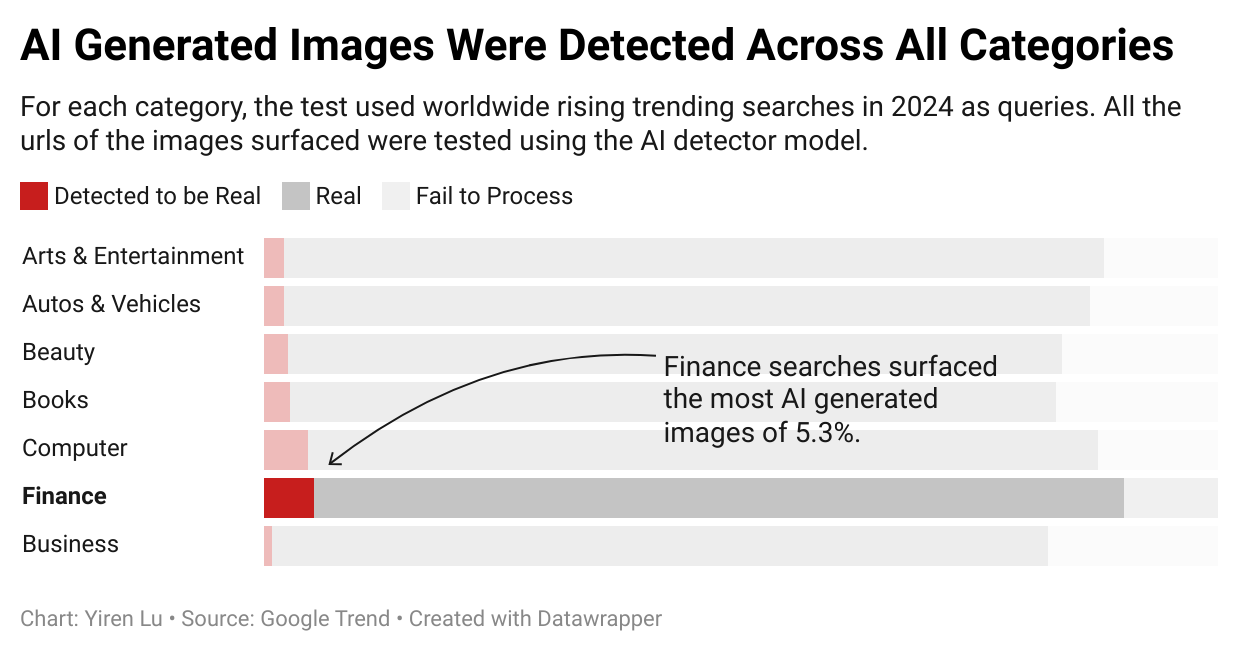 AI Generated Images Were Detected Across All Categories
For each category, the test used worldwide rising trending searches in 2024 as queries. All the
urls of the images surfaced were tested using the AI detector model.
Detected to be Real Real Fail to Process
Arts & Entertainment
Autos & Vehicles
Beauty
Books
Computer
Finance
Business
Finance searches surfaced
the most AI generated
images of 5.3%.
Chart: Yiren Lu • Source: Google Trend • Created with Datawrapper